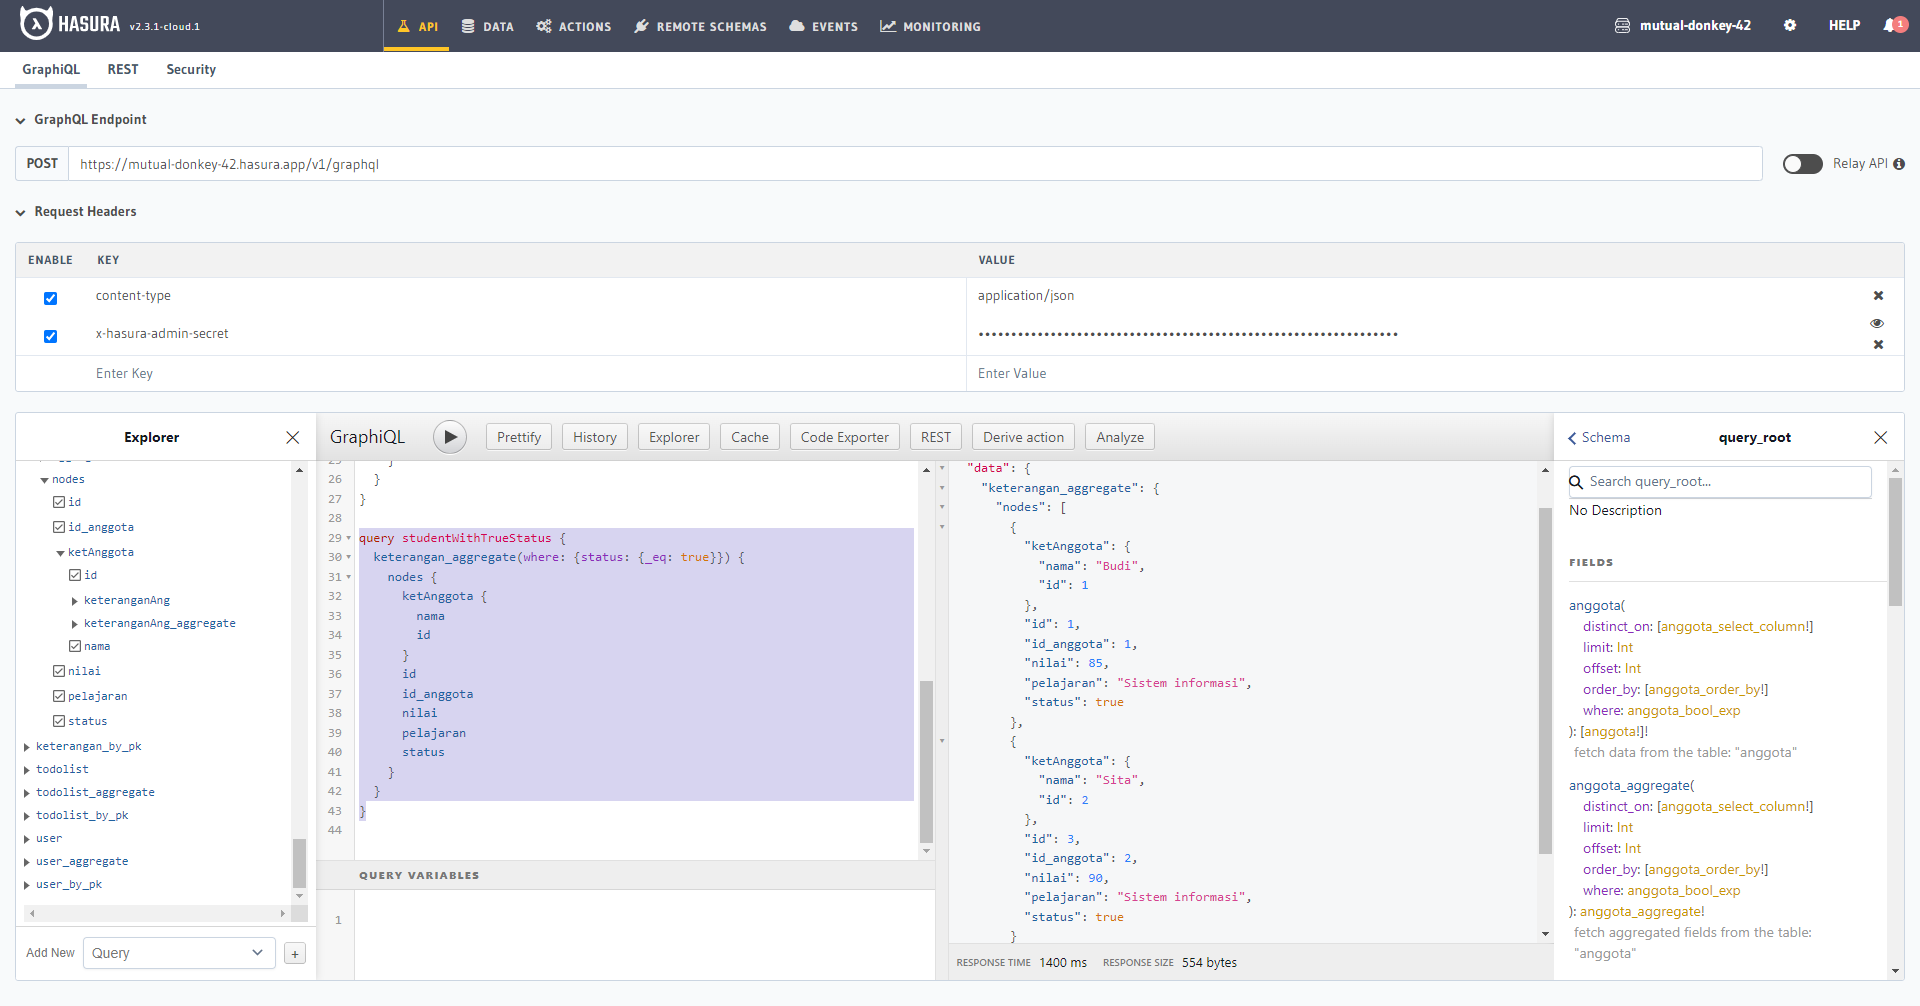 HASURA v2.3.1-cloud.1
API DATA ACTIONS REMOTE SCHEMAS EVENTS MONITORING
mutual-donkey-42 HELP 1
GraphiQL REST Security
GraphQL Endpoint
POST https://mutual-donkey-42.hasura.app/v1/graphql Relay API
Request Headers
ENABLE KEY VALUE
content-type application/json
x-hasura-admin-secret ••••••••••••••••••••••••••••••••••••••••••••••••••••••••••••••••
Enter Key Enter Value
Explorer
nodes
id
id_anggota
ketAnggota
id
keteranganAng
keteranganAng_aggregate
nama
nilai
pelajaran
status
keterangan_by_pk
todolist
todolist_aggregate
todolist_by_pk
user
user_aggregate
user_by_pk
Add New Query +
GraphiQL Prettify History Explorer Cache Code Exporter REST Derive action Analyze
25 }
26 }
27 }
28
29 query studentWithTrueStatus {
30 keterangan_aggregate(where: {status: {_eq: true}}) {
31 nodes {
32 ketAnggota {
33 nama
34 id
35 }
36 id
37 id_anggota
38 nilai
39 pelajaran
40 status
41 }
42 }
43 }
44
QUERY VARIABLES
1
"data": {
"keterangan_aggregate": {
"nodes": [
{
"ketAnggota": {
"nama": "Budi",
"id": 1
},
"id": 1,
"id_anggota": 1,
"nilai": 85,
"pelajaran": "Sistem informasi",
"status": true
},
{
"ketAnggota": {
"nama": "Sita",
"id": 2
},
"id": 3,
"id_anggota": 2,
"nilai": 90,
"pelajaran": "Sistem informasi",
"status": true
}
RESPONSE TIME 1400 ms RESPONSE SIZE 554 bytes
Schema query_root
Search query_root...
No Description
FIELDS
anggota(
distinct_on: [anggota_select_column!]
limit: Int
offset: Int
order_by: [anggota_order_by!]
where: anggota_bool_exp
): [anggota!]!
fetch data from the table: "anggota"
anggota_aggregate(
distinct_on: [anggota_select_column!]
limit: Int
offset: Int
order_by: [anggota_order_by!]
where: anggota_bool_exp
): anggota_aggregate!
fetch aggregated fields from the table:
"anggota"